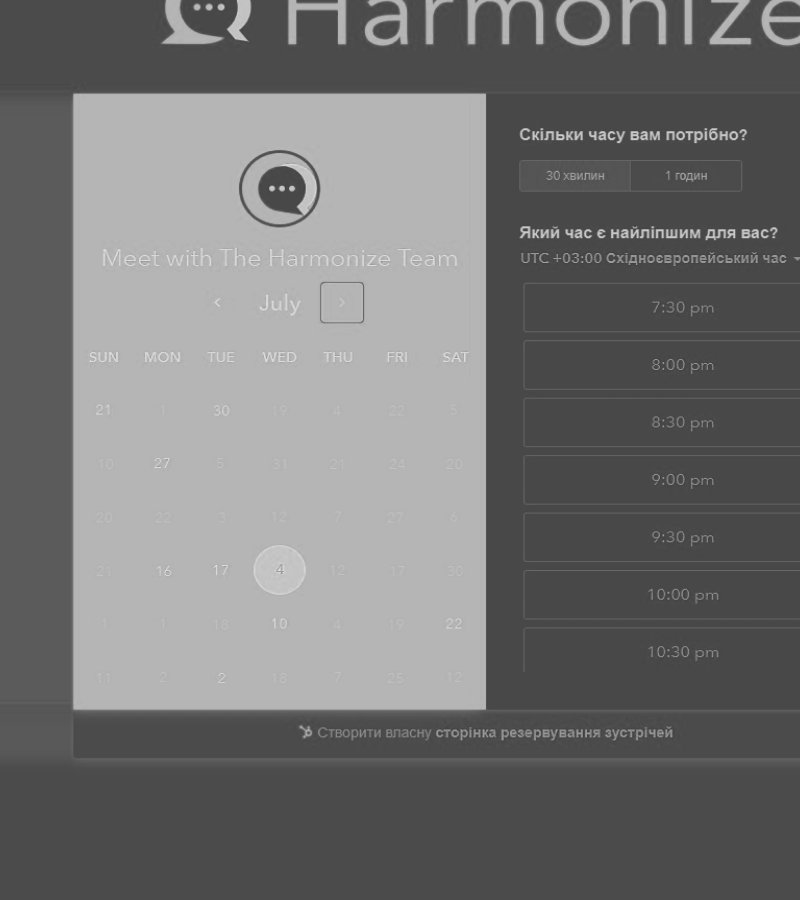 Harmonize
Meet with The Harmonize Team
July
SUN MON TUE WED THU FRI SAT
21 1 30 19 4 22 5
10 27 5 31 21 24 20
20 22 3 12 7 27 6
21 16 17 4 12 17 30
1 1 18 10 4 19 22
11 2 2 18 7 25 12
Скільки часу вам потрібно?
30 хвилин 1 годин
Який час є найліпшим для вас?
UTC +03:00 Східноєвропейський час
7:30 pm
8:00 pm
8:30 pm
9:00 pm
9:30 pm
10:00 pm
10:30 pm
Створити власну сторінка резервування зустрічей